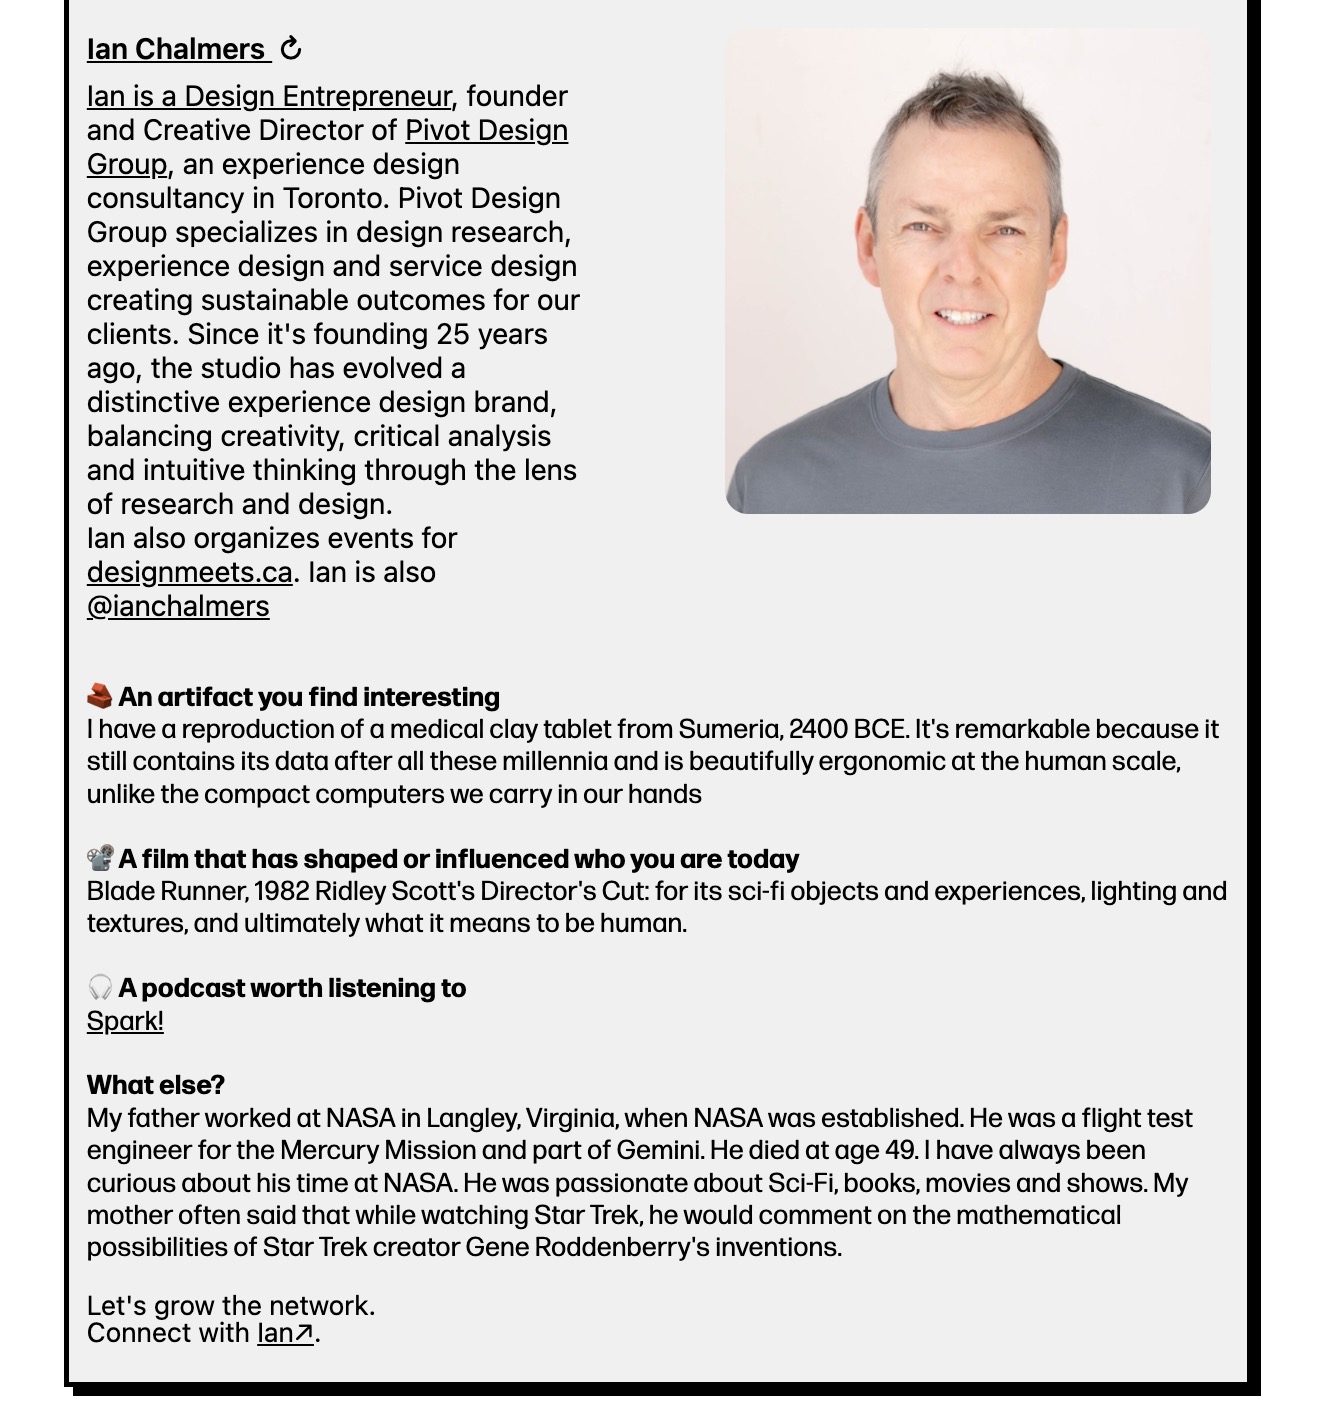 Ian Chalmers ↻
Ian is a Design Entrepreneur, founder
and Creative Director of Pivot Design
Group, an experience design
consultancy in Toronto. Pivot Design
Group specializes in design research,
experience design and service design
creating sustainable outcomes for our
clients. Since it's founding 25 years
ago, the studio has evolved a
distinctive experience design brand,
balancing creativity, critical analysis
and intuitive thinking through the lens
of research and design.
Ian also organizes events for
designmeets.ca. Ian is also
@ianchalmers
🧱 An artifact you find interesting
I have a reproduction of a medical clay tablet from Sumeria, 2400 BCE. It's remarkable because it
still contains its data after all these millennia and is beautifully ergonomic at the human scale,
unlike the compact computers we carry in our hands
📽 A film that has shaped or influenced who you are today
Blade Runner, 1982 Ridley Scott's Director's Cut: for its sci-fi objects and experiences, lighting and
textures, and ultimately what it means to be human.
🎧 A podcast worth listening to
Spark!
What else?
My father worked at NASA in Langley, Virginia, when NASA was established. He was a flight test
engineer for the Mercury Mission and part of Gemini. He died at age 49. I have always been
curious about his time at NASA. He was passionate about Sci-Fi, books, movies and shows. My
mother often said that while watching Star Trek, he would comment on the mathematical
possibilities of Star Trek creator Gene Roddenberry's inventions.
Let's grow the network.
Connect with Ian↗.